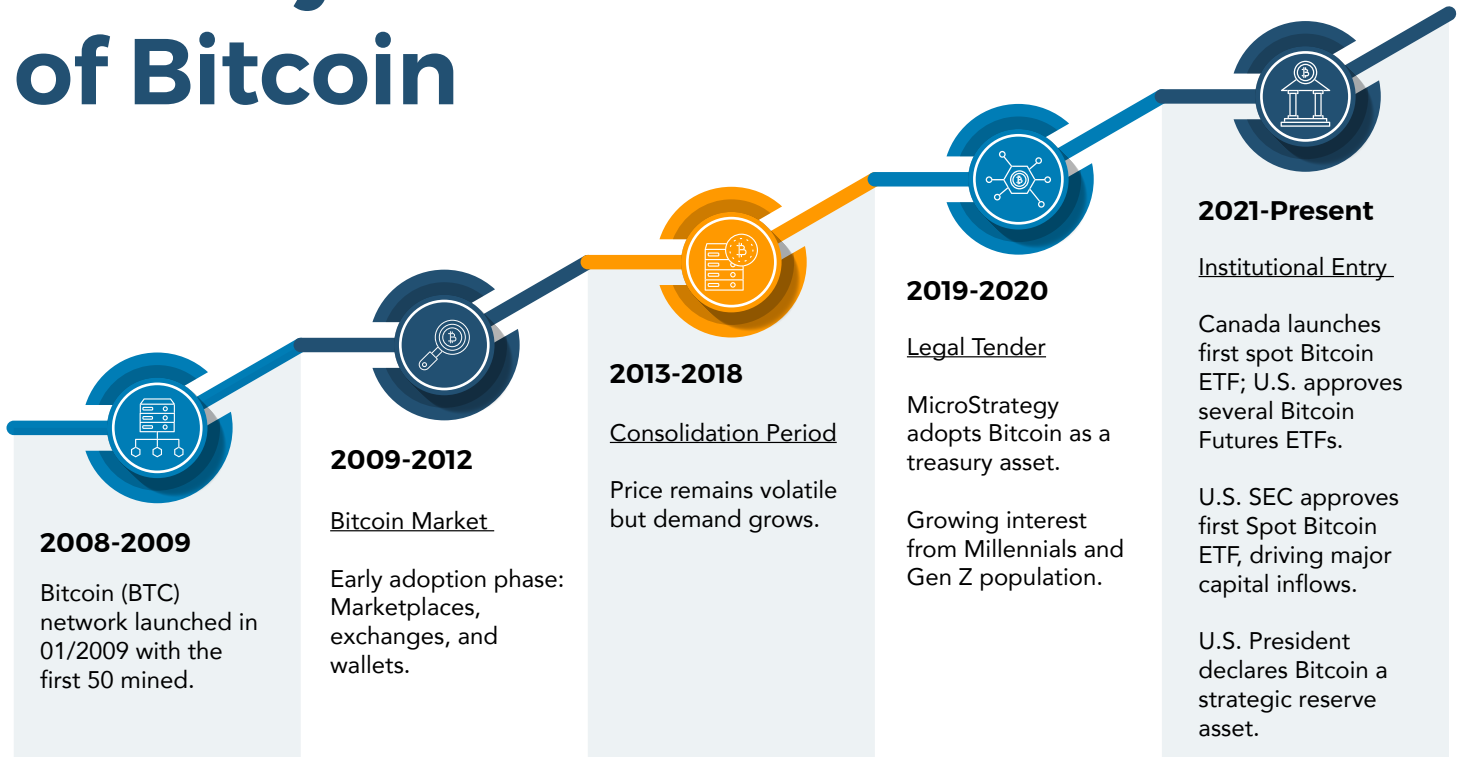 of Bitcoin
2008-2009
Bitcoin (BTC)
network launched in
01/2009 with the
first 50 mined.
2009-2012
Bitcoin Market
Early adoption phase:
Marketplaces,
exchanges, and
wallets.
2013-2018
Consolidation Period
Price remains volatile
but demand grows.
2019-2020
Legal Tender
MicroStrategy
adopts Bitcoin as a
treasury asset.
Growing interest
from Millennials and
Gen Z population.
2021-Present
Institutional Entry
Canada launches
first spot Bitcoin
ETF; U.S. approves
several Bitcoin
Futures ETFs.
U.S. SEC approves
first Spot Bitcoin
ETF, driving major
capital inflows.
U.S. President
declares Bitcoin a
strategic reserve
asset.